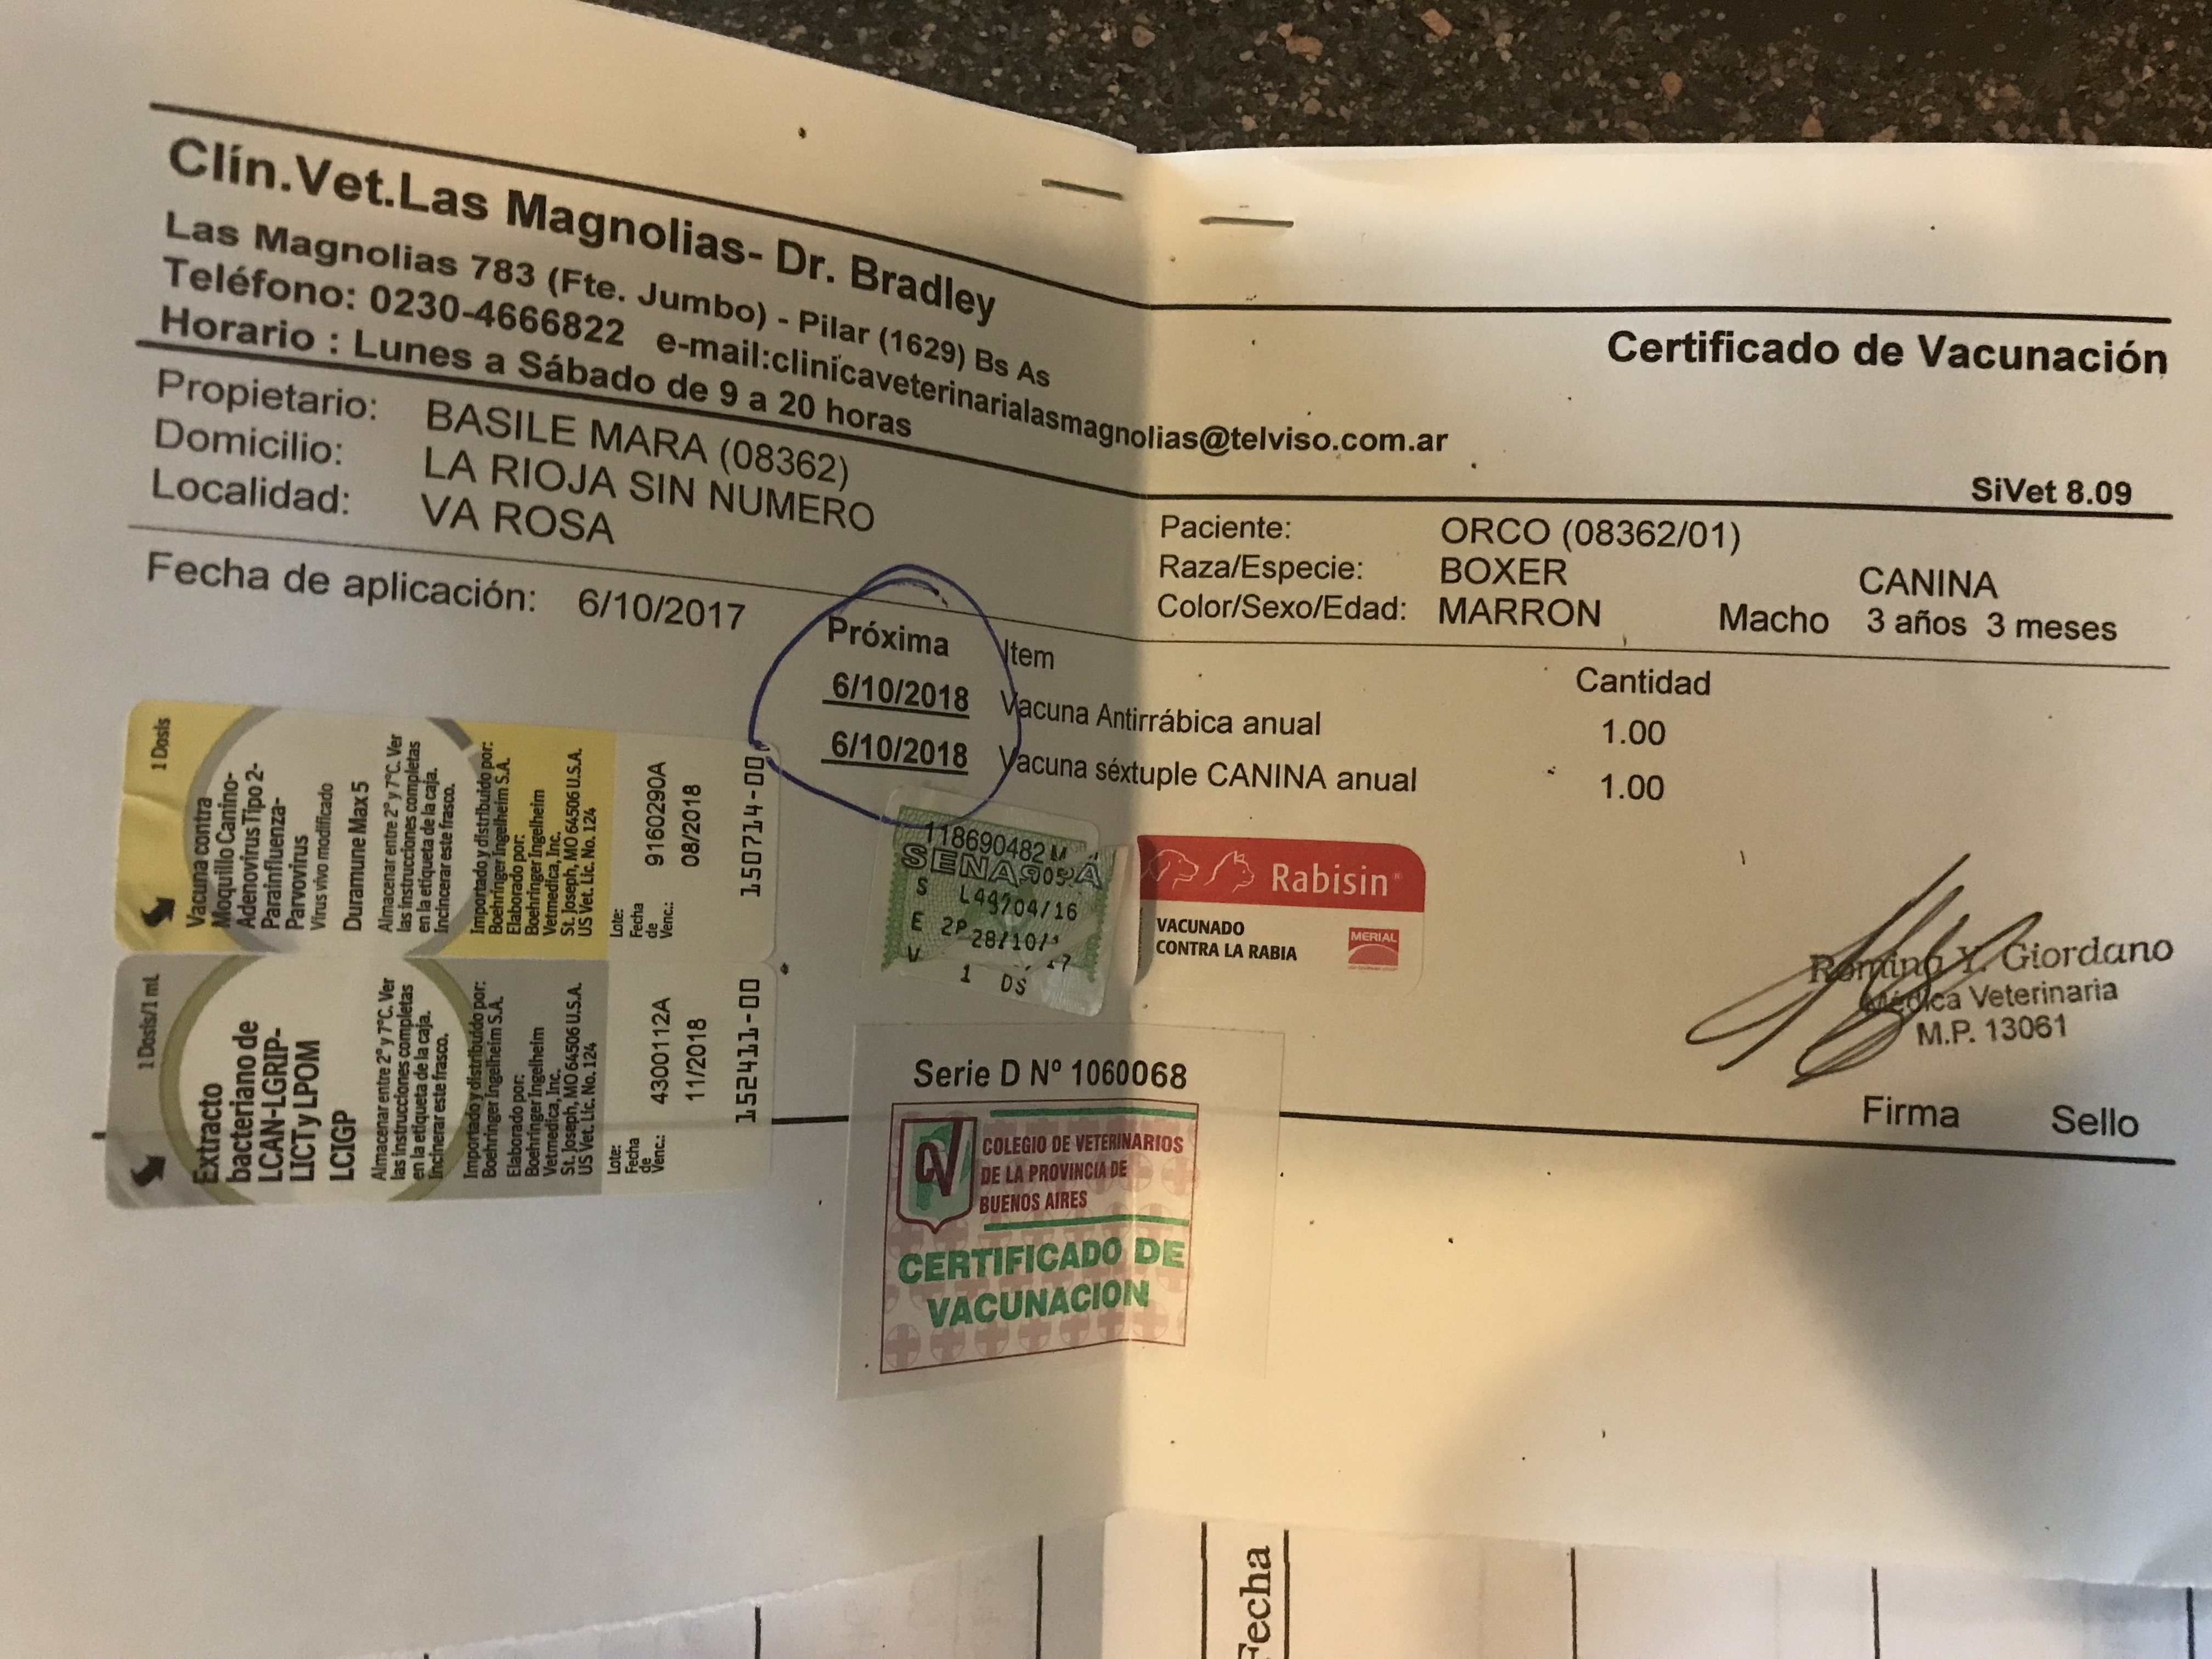 Clín.Vet.Las Magnolias- Dr. Bradley
Las Magnolias 783 (Fte. Jumbo) - Pilar (1629) Bs As
Teléfono: 0230-4666822 e-mail:clinicaveterinarialasmagnolias@telviso.com.ar
Horario : Lunes a Sábado de 9 a 20 horas
Certificado de Vacunación
SiVet 8.09
Propietario: BASILE MARA (08362)
Domicilio: LA RIOJA SIN NUMERO
Localidad: VA ROSA
Paciente: ORCO (08362/01)
Raza/Especie: BOXER CANINA
Color/Sexo/Edad: MARRON Macho 3 años 3 meses
Fecha de aplicación: 6/10/2017
Próxima Item Cantidad
6/10/2018 Vacuna Antirrábica anual 1.00
6/10/2018 Vacuna séxtuple CANINA anual 1.00
1 Dosis
Vacuna contra
Moquillo Canino-
Adenovirus Tipo 2-
Parainfluenza-
Parvovirus
Virus vivo modificado
Duramune Max 5
Almacenar entre 2° y 7°C. Ver
las instrucciones completas
en la etiqueta de la caja.
Incinerar este frasco.
Importado y distribuido por:
Boehringer Ingelheim S.A.
Elaborado por:
Boehringer Ingelheim
Vetmedica, Inc.
St. Joseph, MO 64506 U.S.A.
US Vet. Lic. No. 124
Lote: 9160290A
Fecha
de
Venc.: 08/2018
150714-00
1 Dosis/1 mL
Extracto
bacteriano de
LCAN-LGRIP-
LICT y LPOM
LCIGP
Almacenar entre 2° y 7°C. Ver
las instrucciones completas
en la etiqueta de la caja.
Incinerar este frasco.
Importado y distribuido por:
Boehringer Ingelheim S.A.
Elaborado por:
Boehringer Ingelheim
Vetmedica, Inc.
St. Joseph, MO 64506 U.S.A.
US Vet. Lic. No. 124
Lote: 4300112A
Fecha
de
Venc.: 11/2018
152411-00
118690482
SENASA
S L49704/16
E 2P 28/10/
V 17
1 DS
Rabisin®
VACUNADO
CONTRA LA RABIA
MERIAL
Romina Y. Giordano
Médica Veterinaria
M.P. 13061
Firma Sello
Serie D Nº 1060068
CV
COLEGIO DE VETERINARIOS
DE LA PROVINCIA DE
BUENOS AIRES
CERTIFICADO DE
VACUNACION
Fecha